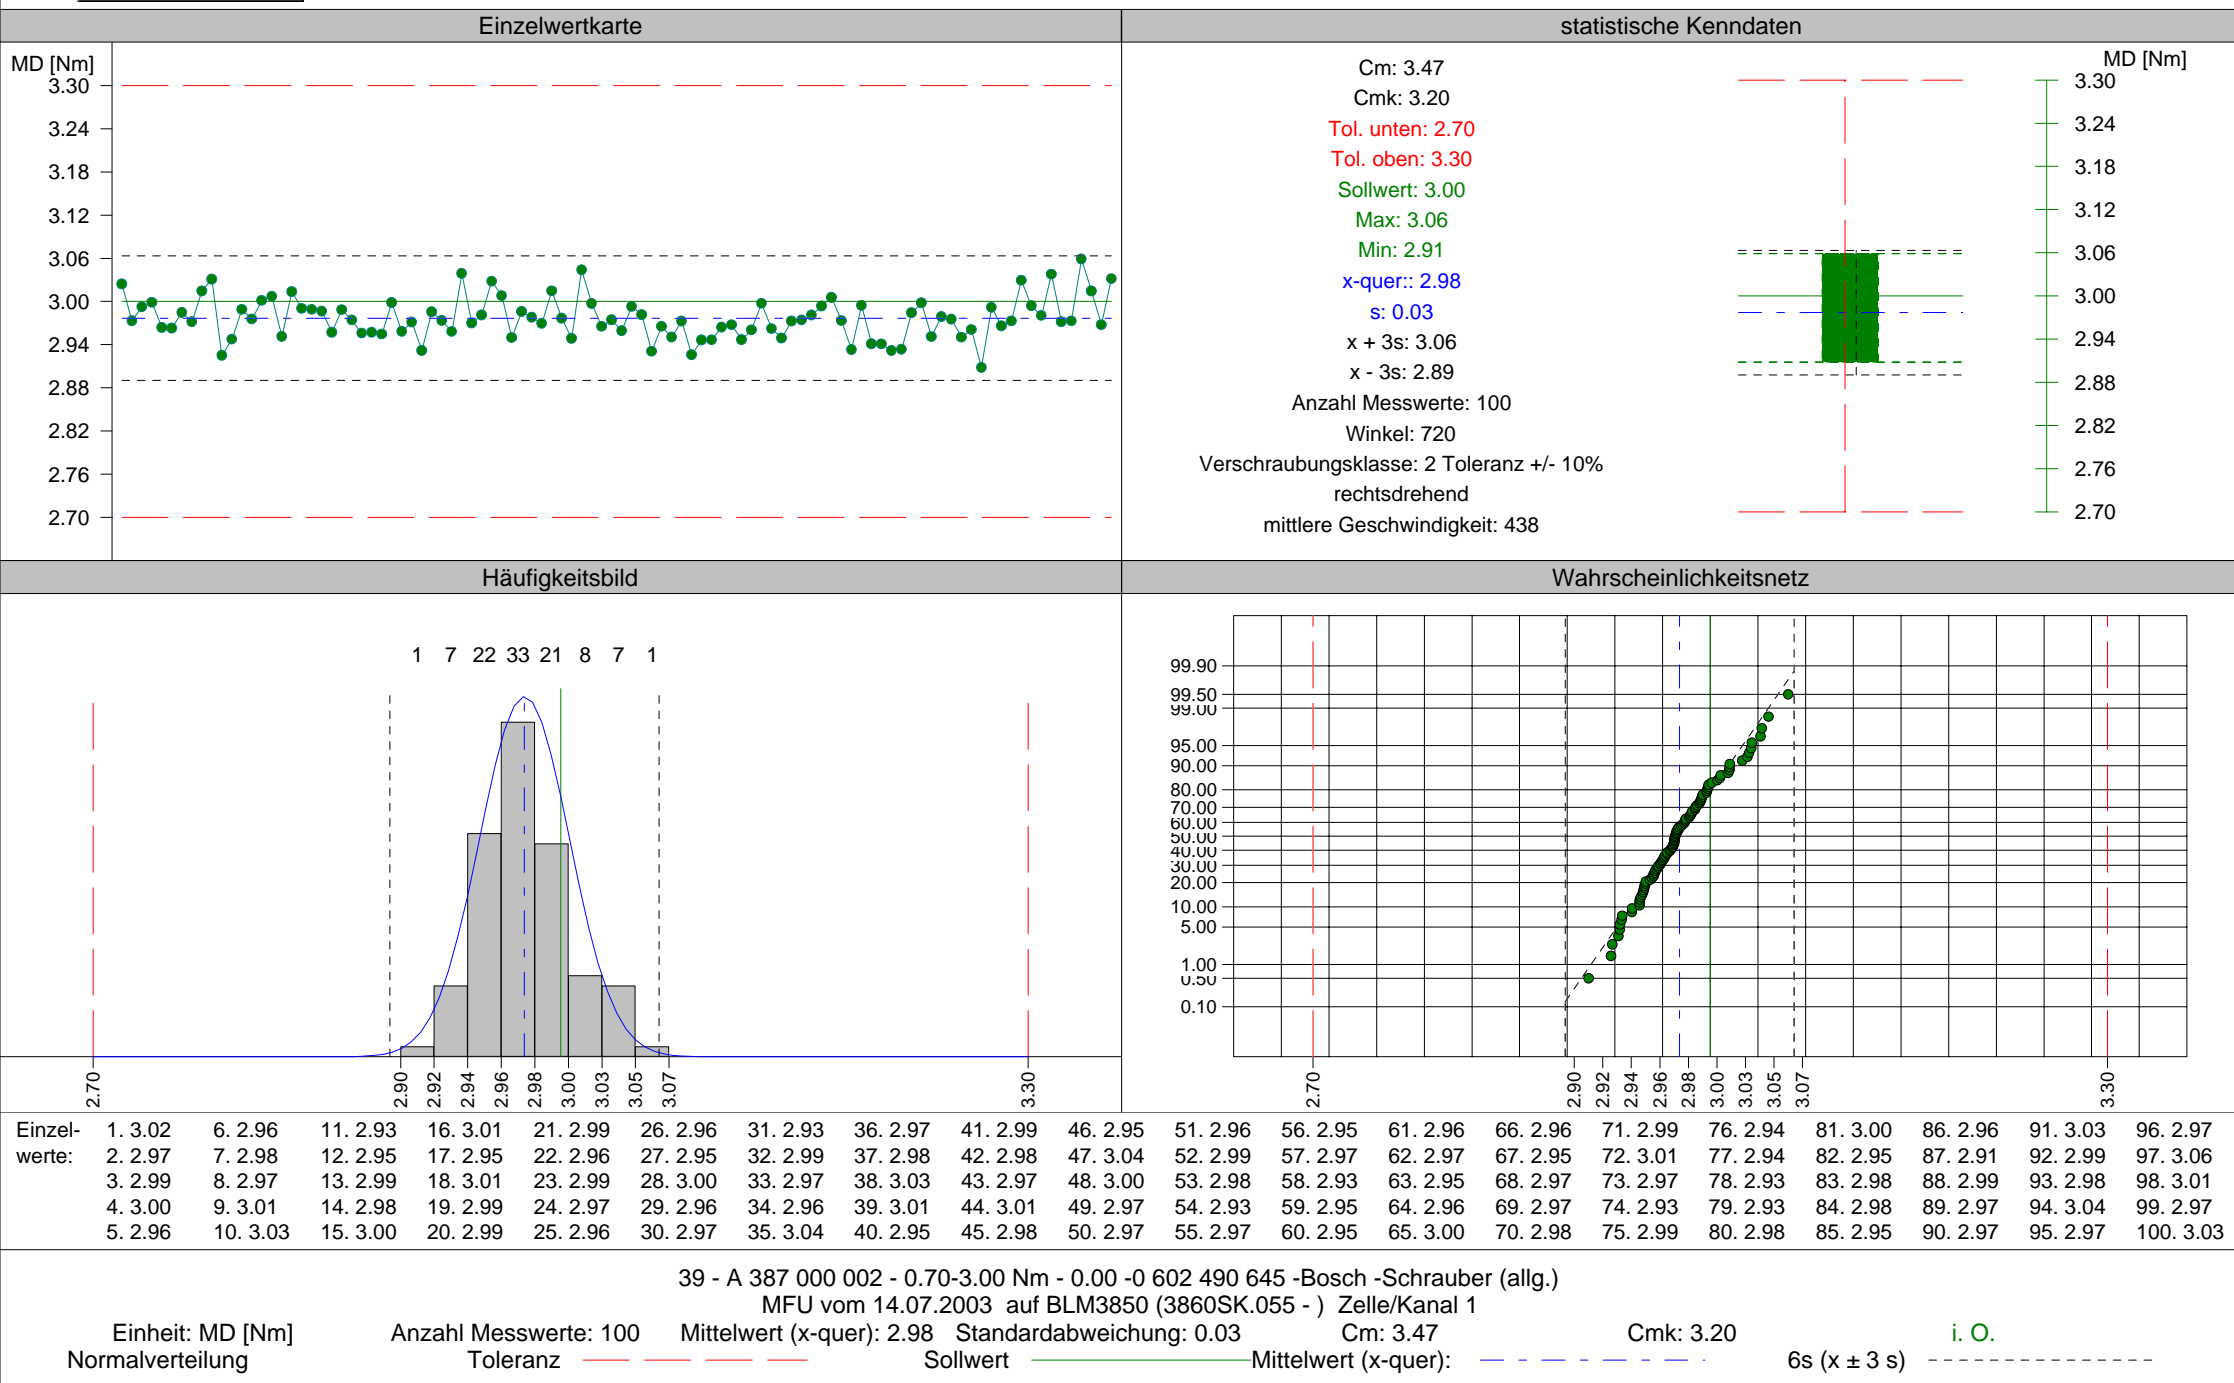 Einzelwertkarte
statistische Kenndaten
MD [Nm]
3.30
3.24
3.18
3.12
3.06
3.00
2.94
2.88
2.82
2.76
2.70
Cm: 3.47
Cmk: 3.20
Tol. unten: 2.70
Tol. oben: 3.30
Sollwert: 3.00
Max: 3.06
Min: 2.91
x-quer:: 2.98
s: 0.03
x + 3s: 3.06
x - 3s: 2.89
Anzahl Messwerte: 100
Winkel: 720
Verschraubungsklasse: 2 Toleranz +/- 10%
rechtsdrehend
mittlere Geschwindigkeit: 438
MD [Nm]
3.30
3.24
3.18
3.12
3.06
3.00
2.94
2.88
2.82
2.76
2.70
Häufigkeitsbild
Wahrscheinlichkeitsnetz
1 7 22 33 21 8 7 1
2.70 2.90 2.92 2.94 2.96 2.98 3.00 3.03 3.05 3.07 3.30
99.90
99.50
99.00
95.00
90.00
80.00
70.00
60.00
50.00
40.00
30.00
20.00
10.00
5.00
1.00
0.50
0.10
2.70 2.90 2.92 2.94 2.96 2.98 3.00 3.03 3.05 3.07 3.30
Einzel- 1. 3.02 6. 2.96 11. 2.93 16. 3.01 21. 2.99 26. 2.96 31. 2.93 36. 2.97 41. 2.99 46. 2.95 51. 2.96 56. 2.95 61. 2.96 66. 2.96 71. 2.99 76. 2.94 81. 3.00 86. 2.96 91. 3.03 96. 2.97
werte: 2. 2.97 7. 2.98 12. 2.95 17. 2.95 22. 2.96 27. 2.95 32. 2.99 37. 2.98 42. 2.98 47. 3.04 52. 2.99 57. 2.97 62. 2.97 67. 2.95 72. 3.01 77. 2.94 82. 2.95 87. 2.91 92. 2.99 97. 3.06
3. 2.99 8. 2.97 13. 2.99 18. 3.01 23. 2.99 28. 3.00 33. 2.97 38. 3.03 43. 2.97 48. 3.00 53. 2.98 58. 2.93 63. 2.95 68. 2.97 73. 2.97 78. 2.93 83. 2.98 88. 2.99 93. 2.98 98. 3.01
4. 3.00 9. 3.01 14. 2.98 19. 2.99 24. 2.97 29. 2.96 34. 2.96 39. 3.01 44. 3.01 49. 2.97 54. 2.93 59. 2.95 64. 2.96 69. 2.97 74. 2.93 79. 2.93 84. 2.98 89. 2.97 94. 3.04 99. 2.97
5. 2.96 10. 3.03 15. 3.00 20. 2.99 25. 2.96 30. 2.97 35. 3.04 40. 2.95 45. 2.98 50. 2.97 55. 2.97 60. 2.95 65. 3.00 70. 2.98 75. 2.99 80. 2.98 85. 2.95 90. 2.97 95. 2.97 100. 3.03
39 - A 387 000 002 - 0.70-3.00 Nm - 0.00 -0 602 490 645 -Bosch -Schrauber (allg.)
MFU vom 14.07.2003 auf BLM3850 (3860SK.055 - ) Zelle/Kanal 1
Einheit: MD [Nm] Anzahl Messwerte: 100 Mittelwert (x-quer): 2.98 Standardabweichung: 0.03 Cm: 3.47 Cmk: 3.20 i. O.
Normalverteilung Toleranz Sollwert Mittelwert (x-quer): 6s (x ± 3 s)